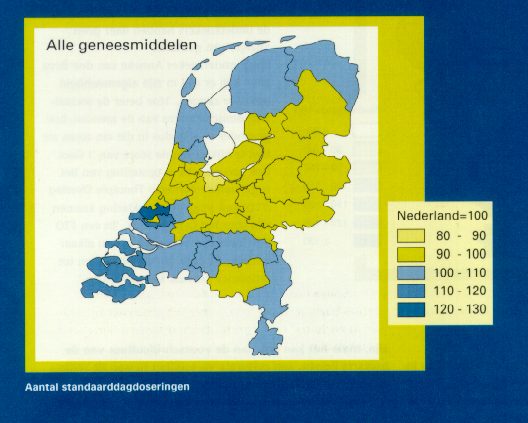 Alle geneesmiddelen
Nederland=100
80 - 90
90 - 100
100 - 110
110 - 120
120 - 130
Aantal standaarddagdoseringen